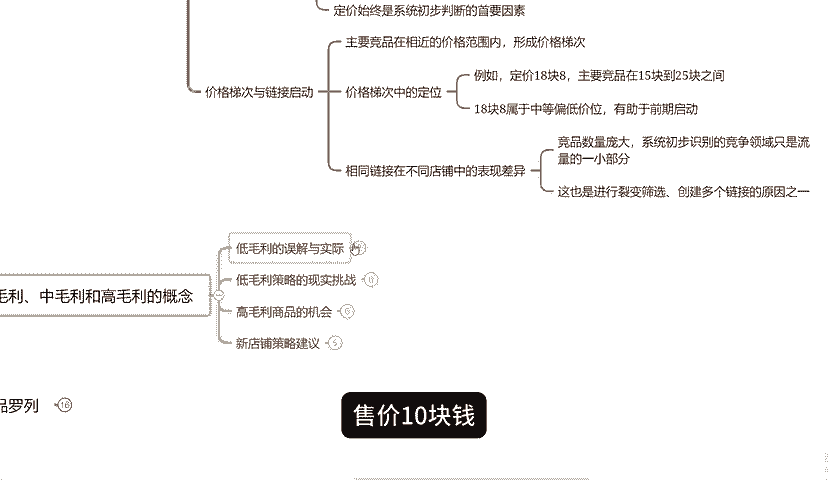 定价始终是系统初步判断的首要因素
主要竞品在相近的价格范围内，形成价格梯次
例如，定价18块8，主要竞品在15块到25块之间
价格梯次与链接启动
价格梯次中的定位
18块8属于中等偏低价位，有助于前期启动
竞品数量庞大，系统初步识别的竞争领域只是流
量的一小部分
相同链接在不同店铺中的表现差异
这也是进行裂变筛选、创建多个链接的原因之一
低毛利的误解与实际
低毛利策略的现实挑战
毛利、中毛利和高毛利的概念
高毛利商品的机会
新店铺策略建议
5
品罗列
16
售价10块钱